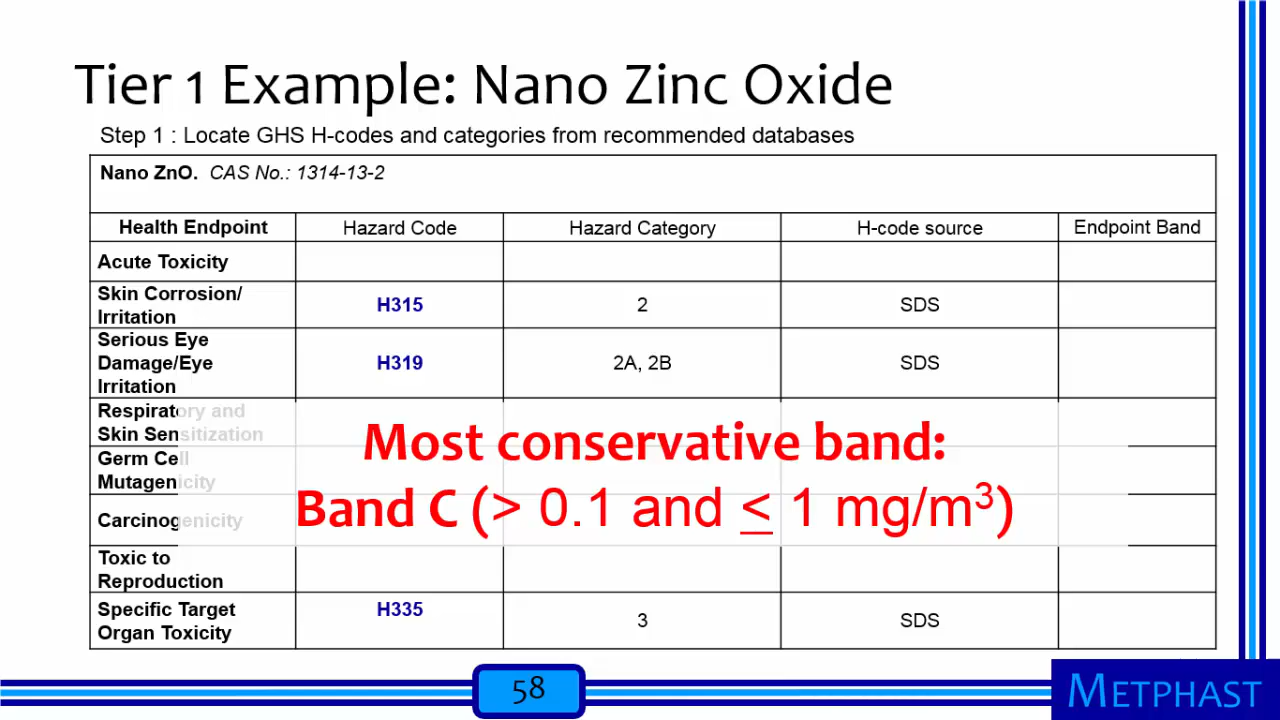 Tier 1 Example: Nano Zinc Oxide
Step 1 : Locate GHS H-codes and categories from recommended databases
Nano ZnO. CAS No.: 1314-13-2
Health Endpoint Hazard Code Hazard Category H-code source Endpoint Band
Acute Toxicity
Skin Corrosion/
Irritation
H315 2 SDS
Serious Eye
Damage/Eye
Irritation
H319 2A, 2B SDS
Respiratory and
Skin Sensitization
Germ Cell
Mutagenicity
Carcinogenicity
Most conservative band:
Band C (> 0.1 and ≤ 1 mg/m³)
Toxic to
Reproduction
Specific Target
Organ Toxicity
H335 3 SDS
58
METPHAST